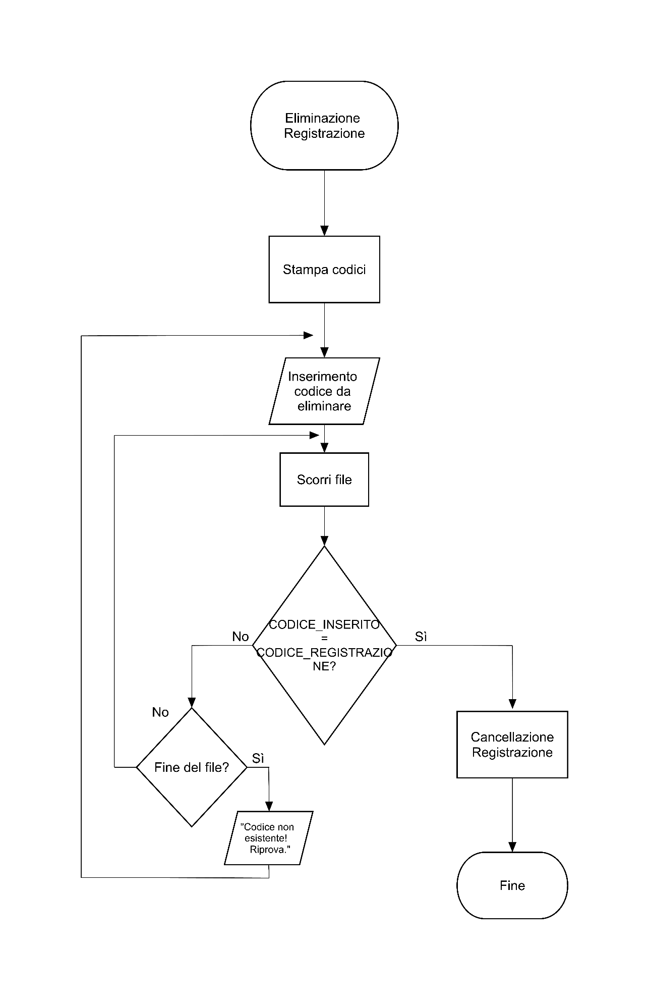 Eliminazione
Registrazione
Stampa codici
Inserimento
codice da
eliminare
Scorri file
CODICE_INSERITO
=
CODICE_REGISTRAZIO
NE?
No
Sì
No
Fine del file?
Sì
Cancellazione
Registrazione
"Codice non
esistente!
Riprova."
Fine